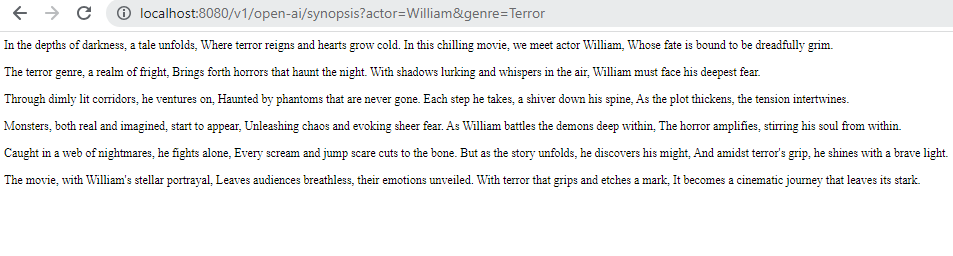 localhost:8080/v1/open-ai/synopsis?actor=William&genre=Terror
In the depths of darkness, a tale unfolds, Where terror reigns and hearts grow cold. In this chilling movie, we meet actor William, Whose fate is bound to be dreadfully grim.
The terror genre, a realm of fright, Brings forth horrors that haunt the night. With shadows lurking and whispers in the air, William must face his deepest fear.
Through dimly lit corridors, he ventures on, Haunted by phantoms that are never gone. Each step he takes, a shiver down his spine, As the plot thickens, the tension intertwines.
Monsters, both real and imagined, start to appear, Unleashing chaos and evoking sheer fear. As William battles the demons deep within, The horror amplifies, stirring his soul from within.
Caught in a web of nightmares, he fights alone, Every scream and jump scare cuts to the bone. But as the story unfolds, he discovers his might, And amidst terror's grip, he shines with a brave light.
The movie, with William's stellar portrayal, Leaves audiences breathless, their emotions unveiled. With terror that grips and etches a mark, It becomes a cinematic journey that leaves its stark.